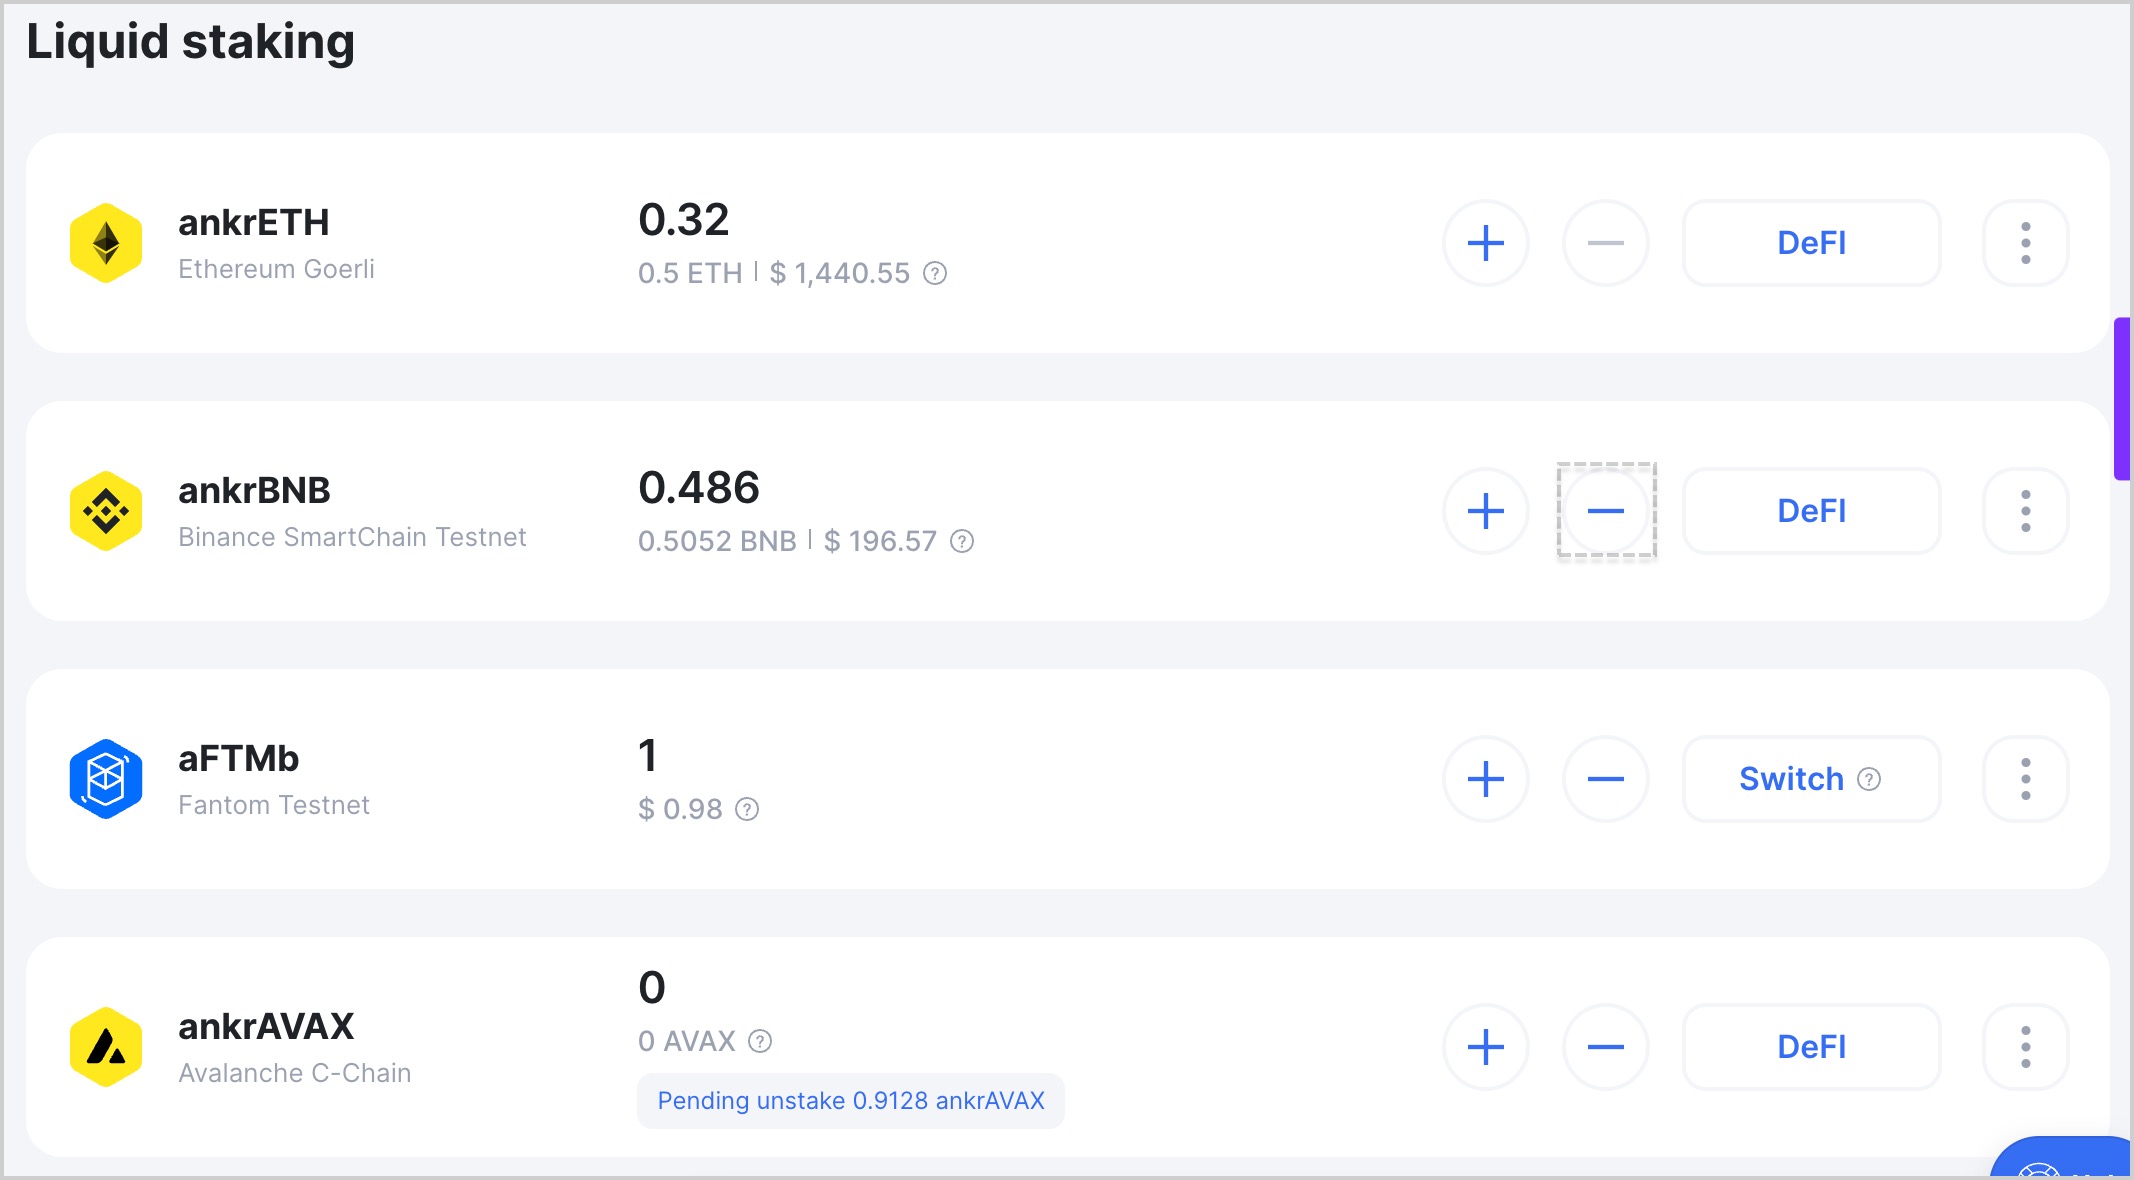 Liquid staking
ankrETH
Ethereum Goerli
0.32
0.5 ETH | $ 1,440.55 ?
DeFI
ankrBNB
Binance SmartChain Testnet
0.486
0.5052 BNB | $ 196.57 ?
DeFI
aFTMb
Fantom Testnet
1
$ 0.98 ?
Switch ?
ankrAVAX
Avalanche C-Chain
0
0 AVAX ?
Pending unstake 0.9128 ankrAVAX
DeFI